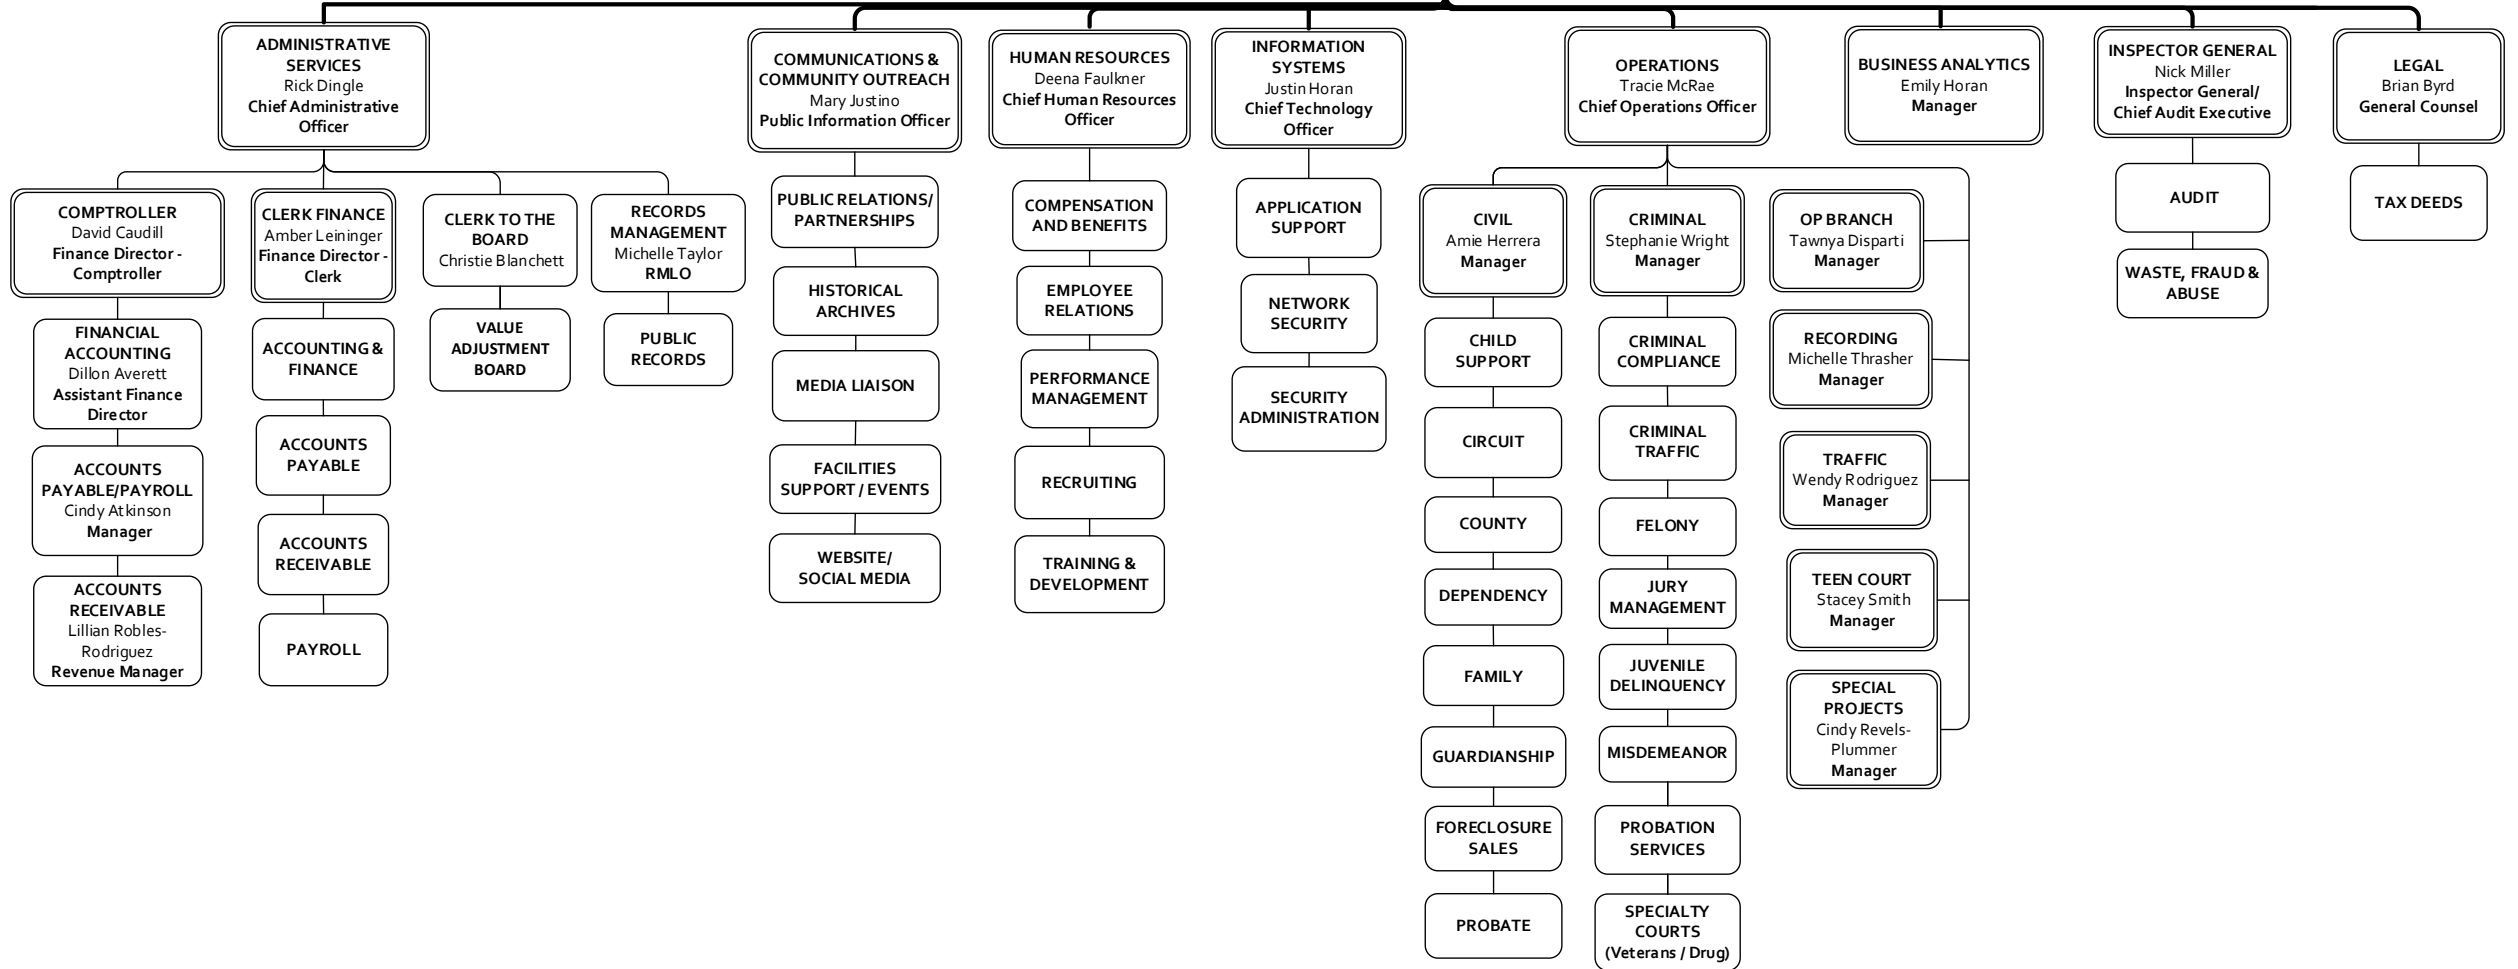 ADMINISTRATIVE
SERVICES
Rick Dingle
Chief Administrative
Officer
COMMUNICATIONS &
COMMUNITY OUTREACH
Mary Justino
Public Information Officer
HUMAN RESOURCES
Deena Faulkner
Chief Human Resources
Officer
INFORMATION
SYSTEMS
Justin Horan
Chief Technology
Officer
OPERATIONS
Tracie McRae
Chief Operations Officer
BUSINESS ANALYTICS
Emily Horan
Manager
INSPECTOR GENERAL
Nick Miller
Inspector General/
Chief Audit Executive
LEGAL
Brian Byrd
General Counsel
COMPTROLLER
David Caudill
Finance Director -
Comptroller
FINANCIAL
ACCOUNTING
Dillon Averett
Assistant Finance
Director
ACCOUNTS
PAYABLE/PAYROLL
Cindy Atkinson
Manager
ACCOUNTS
RECEIVABLE
Lillian Robles-
Rodriguez
Revenue Manager
CLERK FINANCE
Amber Leininger
Finance Director -
Clerk
ACCOUNTING &
FINANCE
ACCOUNTS
PAYABLE
ACCOUNTS
RECEIVABLE
PAYROLL
CLERK TO THE
BOARD
Christie Blanchett
VALUE
ADJUSTMENT
BOARD
RECORDS
MANAGEMENT
Michelle Taylor
RMLO
PUBLIC
RECORDS
PUBLIC RELATIONS/
PARTNERSHIPS
HISTORICAL
ARCHIVES
MEDIA LIAISON
FACILITIES
SUPPORT / EVENTS
WEBSITE/
SOCIAL MEDIA
COMPENSATION
AND BENEFITS
EMPLOYEE
RELATIONS
PERFORMANCE
MANAGEMENT
RECRUITING
TRAINING &
DEVELOPMENT
APPLICATION
SUPPORT
NETWORK
SECURITY
SECURITY
ADMINISTRATION
CIVIL
Amie Herrera
Manager
CHILD
SUPPORT
CIRCUIT
COUNTY
DEPENDENCY
FAMILY
GUARDIANSHIP
FORECLOSURE
SALES
PROBATE
CRIMINAL
Stephanie Wright
Manager
CRIMINAL
COMPLIANCE
CRIMINAL
TRAFFIC
FELONY
JURY
MANAGEMENT
JUVENILE
DELINQUENCY
MISDEMEANOR
PROBATION
SERVICES
SPECIALTY
COURTS
(Veterans / Drug)
OP BRANCH
Tawnya Disparti
Manager
RECORDING
Michelle Thrasher
Manager
TRAFFIC
Wendy Rodriguez
Manager
TEEN COURT
Stacey Smith
Manager
SPECIAL
PROJECTS
Cindy Revels-
Plummer
Manager
AUDIT
WASTE, FRAUD &
ABUSE
TAX DEEDS